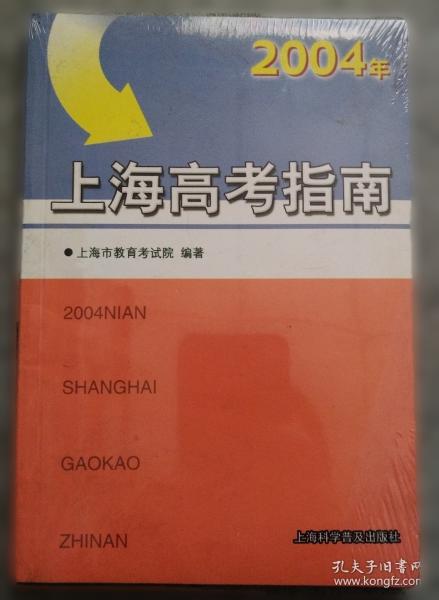 2004年
上海高考指南
●上海市教育考试院 编著
2004NIAN
SHANGHAI
GAOKAO
ZHINAN
上海科学普及出版社
孔夫子旧书网
www.kongfz.com